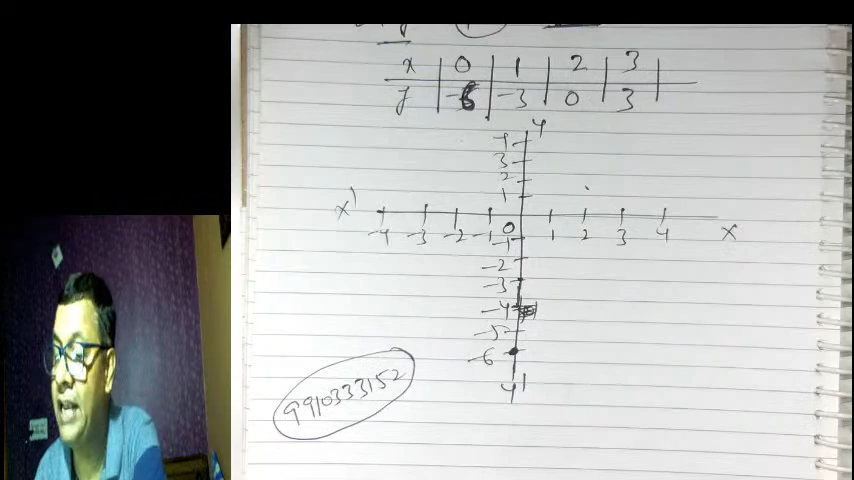 x 0 1 2 3
y -6 -3 0 3
y
4
3
2
1
x' -4 -3 -2 -1 0 1 2 3 4 x
-1
-2
-3
-4
-5
-6
y'
9910333152